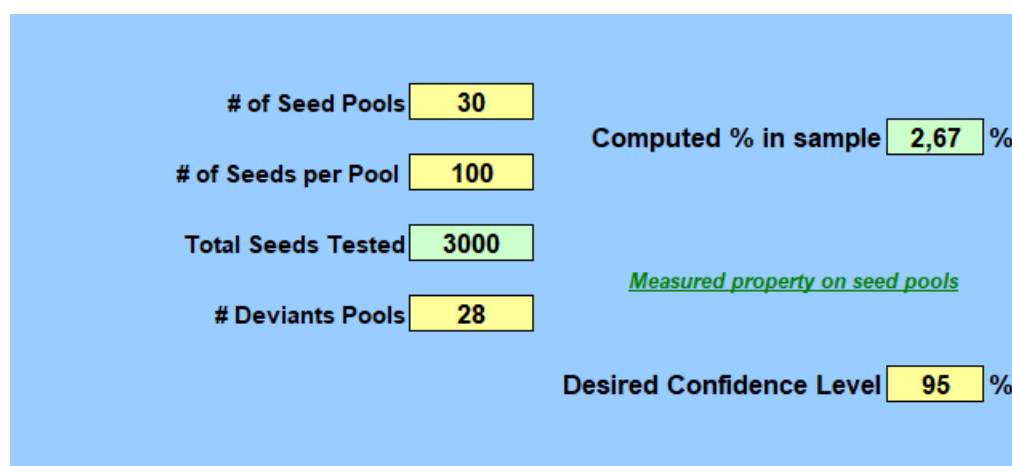 # of Seed Pools 30
Computed % in sample 2,67 %
# of Seeds per Pool 100
Total Seeds Tested 3000
Measured property on seed pools
# Deviants Pools 28
Desired Confidence Level 95 %